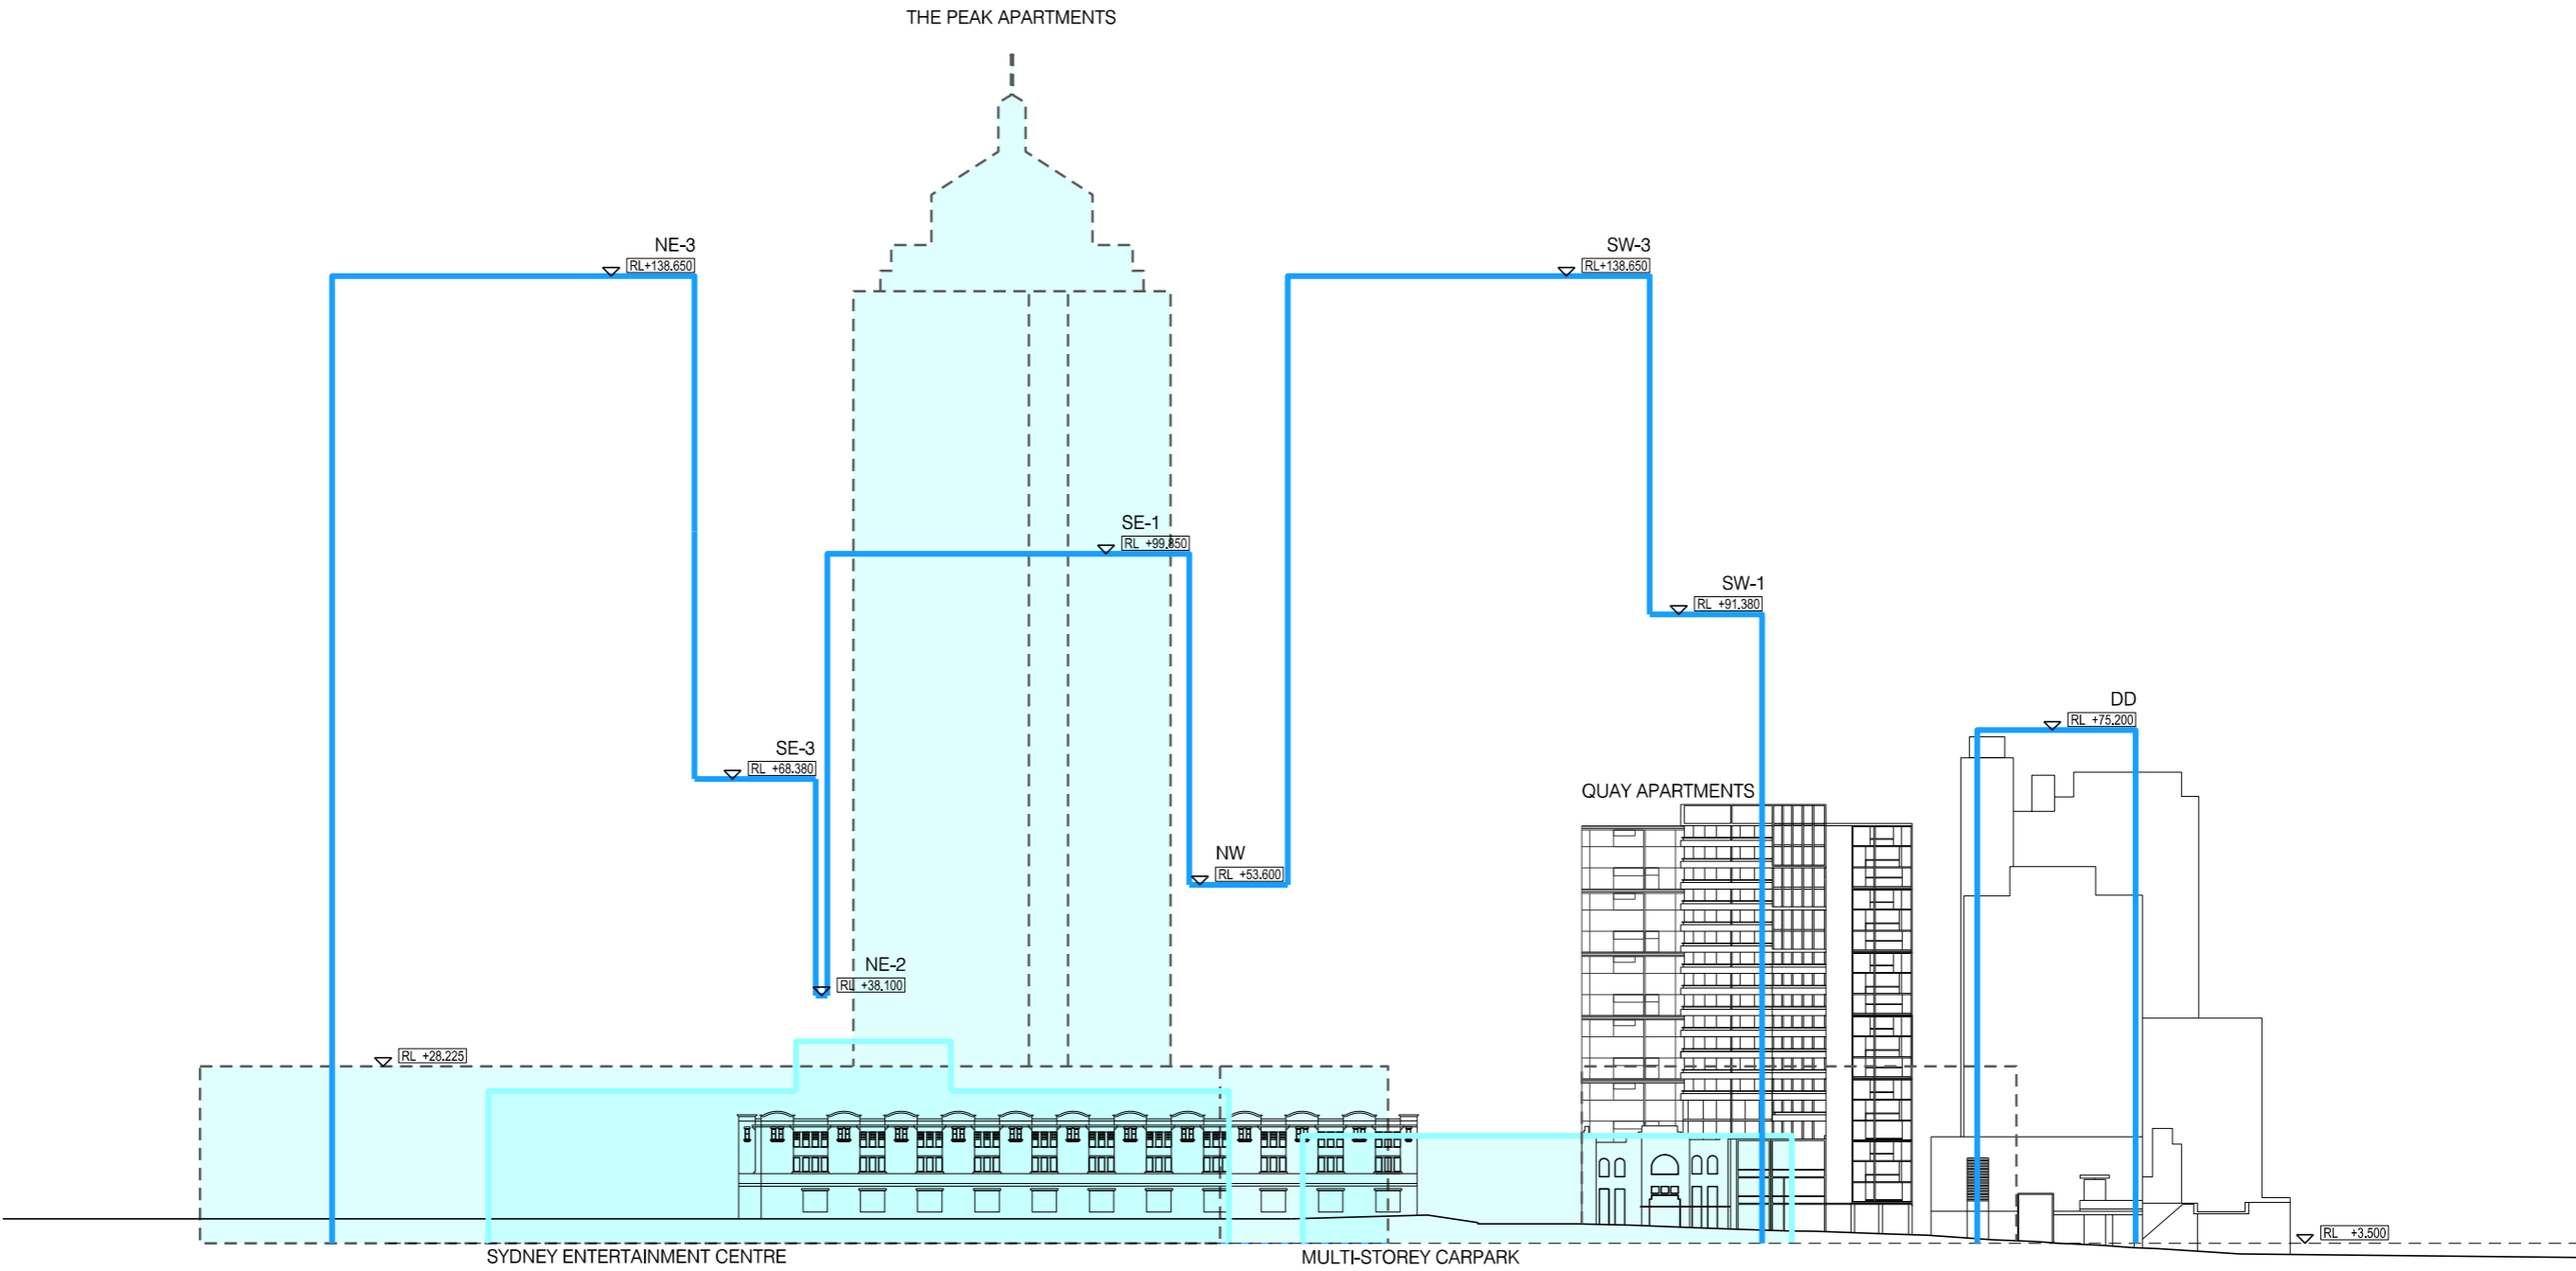 THE PEAK APARTMENTS
NE-3
RL+138.650
SW-3
RL+138.650
SE-1
RL +99.850
SW-1
RL +91.380
DD
RL +75.200
SE-3
RL +68.380
QUAY APARTMENTS
NW
RL +53.600
NE-2
RL +38.100
RL +28.225
RL +3.500
SYDNEY ENTERTAINMENT CENTRE
MULTI-STOREY CARPARK